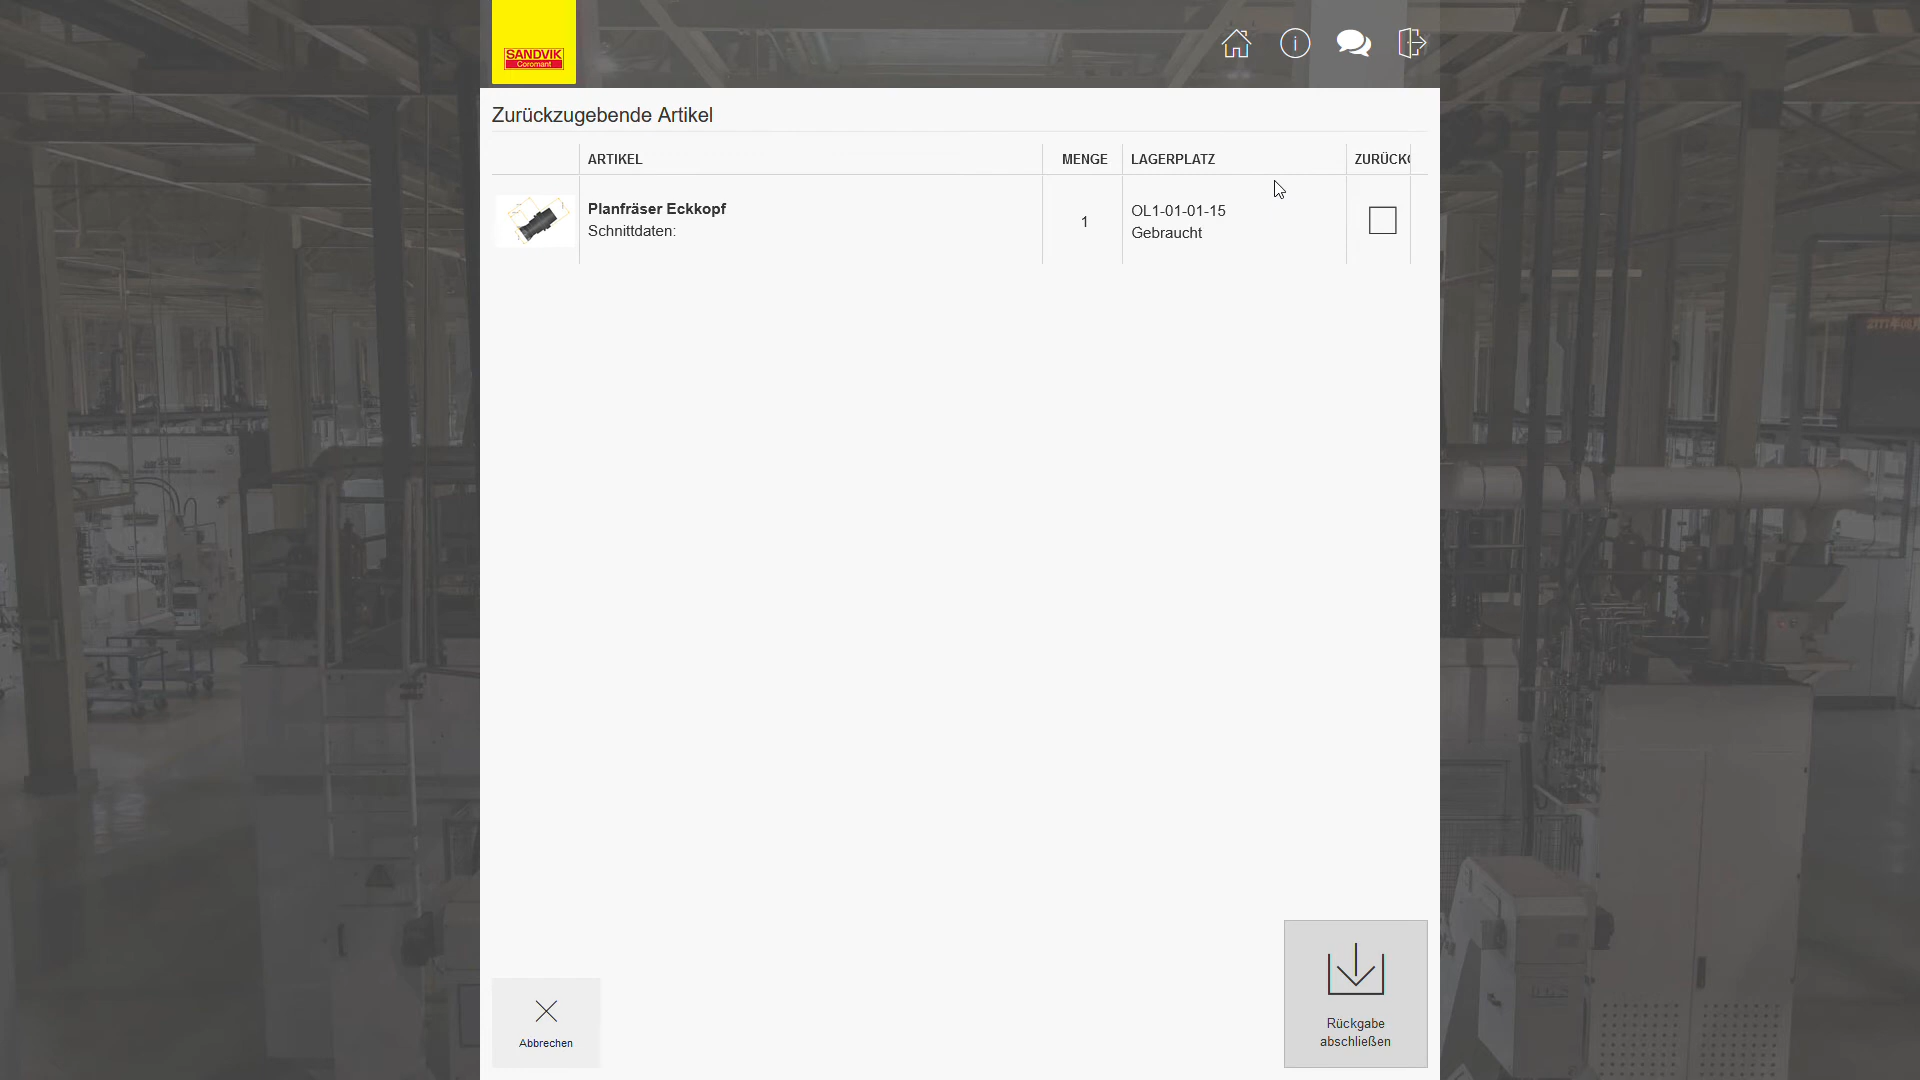 SANDVIK
Coromant
Zurückzugebende Artikel
ARTIKEL MENGE LAGERPLATZ
Planfräser Eckkopf
Schnittdaten:
1
OL1-01-01-15
Gebraucht
Abbrechen
Rückgabe
abschließen